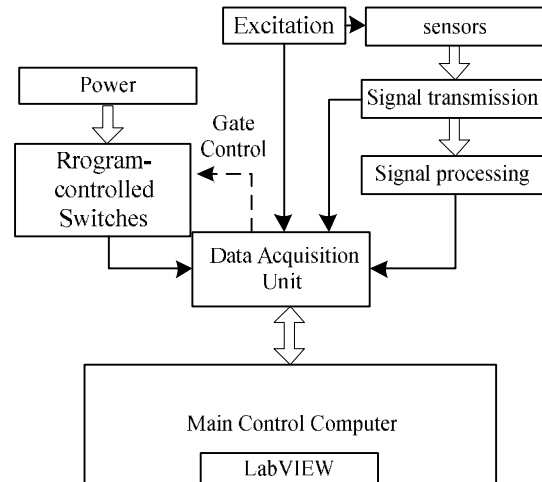 Excitation
sensors
Power
Signal transmission
Gate
Control
Rrogram-
controlled
Switches
Signal processing
Data Acquisition
Unit
Main Control Computer
LabVIEW